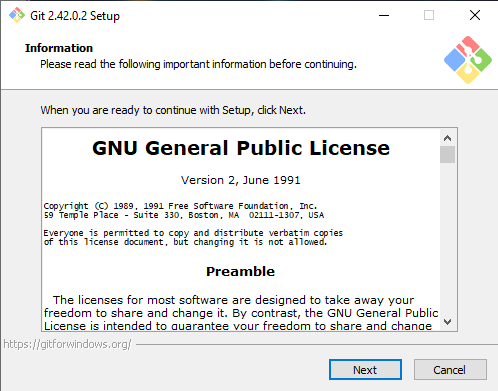 Git 2.42.0.2 Setup
Information
Please read the following important information before continuing.
When you are ready to continue with Setup, click Next.
GNU General Public License
Version 2, June 1991
Copyright (C) 1989, 1991 Free Software Foundation, Inc.
59 Temple Place - Suite 330, Boston, MA  02111-1307, USA
Everyone is permitted to copy and distribute verbatim copies
of this license document, but changing it is not allowed.
Preamble
The licenses for most software are designed to take away your
freedom to share and change it. By contrast, the GNU General Public
License is intended to guarantee your freedom to share and change
https://gitforwindows.org/
Next
Cancel